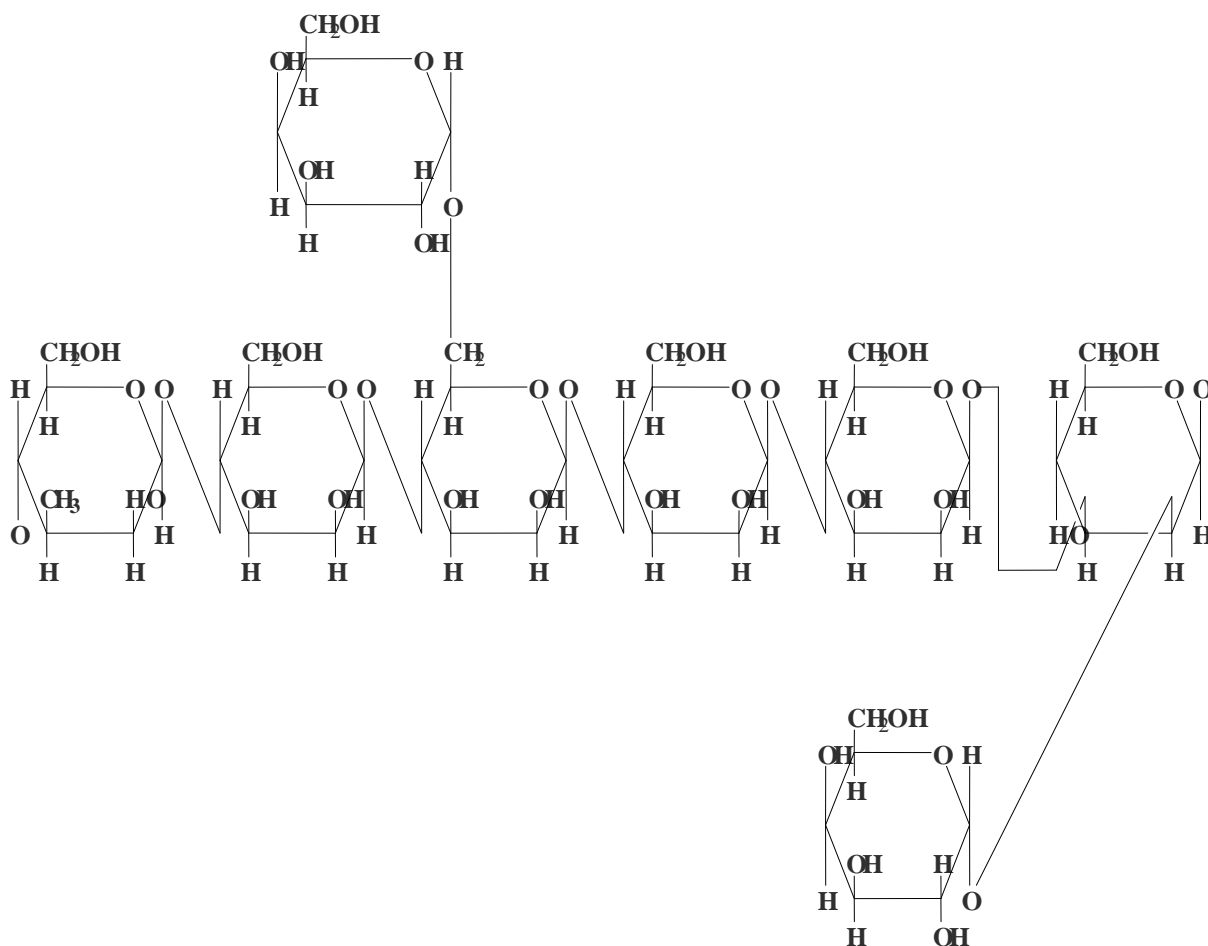 CH2OH
OH O H
H
OH H
H O
H OH
CH2OH CH2OH CH2 CH2OH CH2OH CH2OH
H O O H O O H O O H O O H O O H O O
H H H H H H
CH3 HO OH OH OH OH OH OH OH OH
O H H H H H HO H
H H H H H H H H H H H H
CH2OH
OH O H
H
OH H
H O
H OH